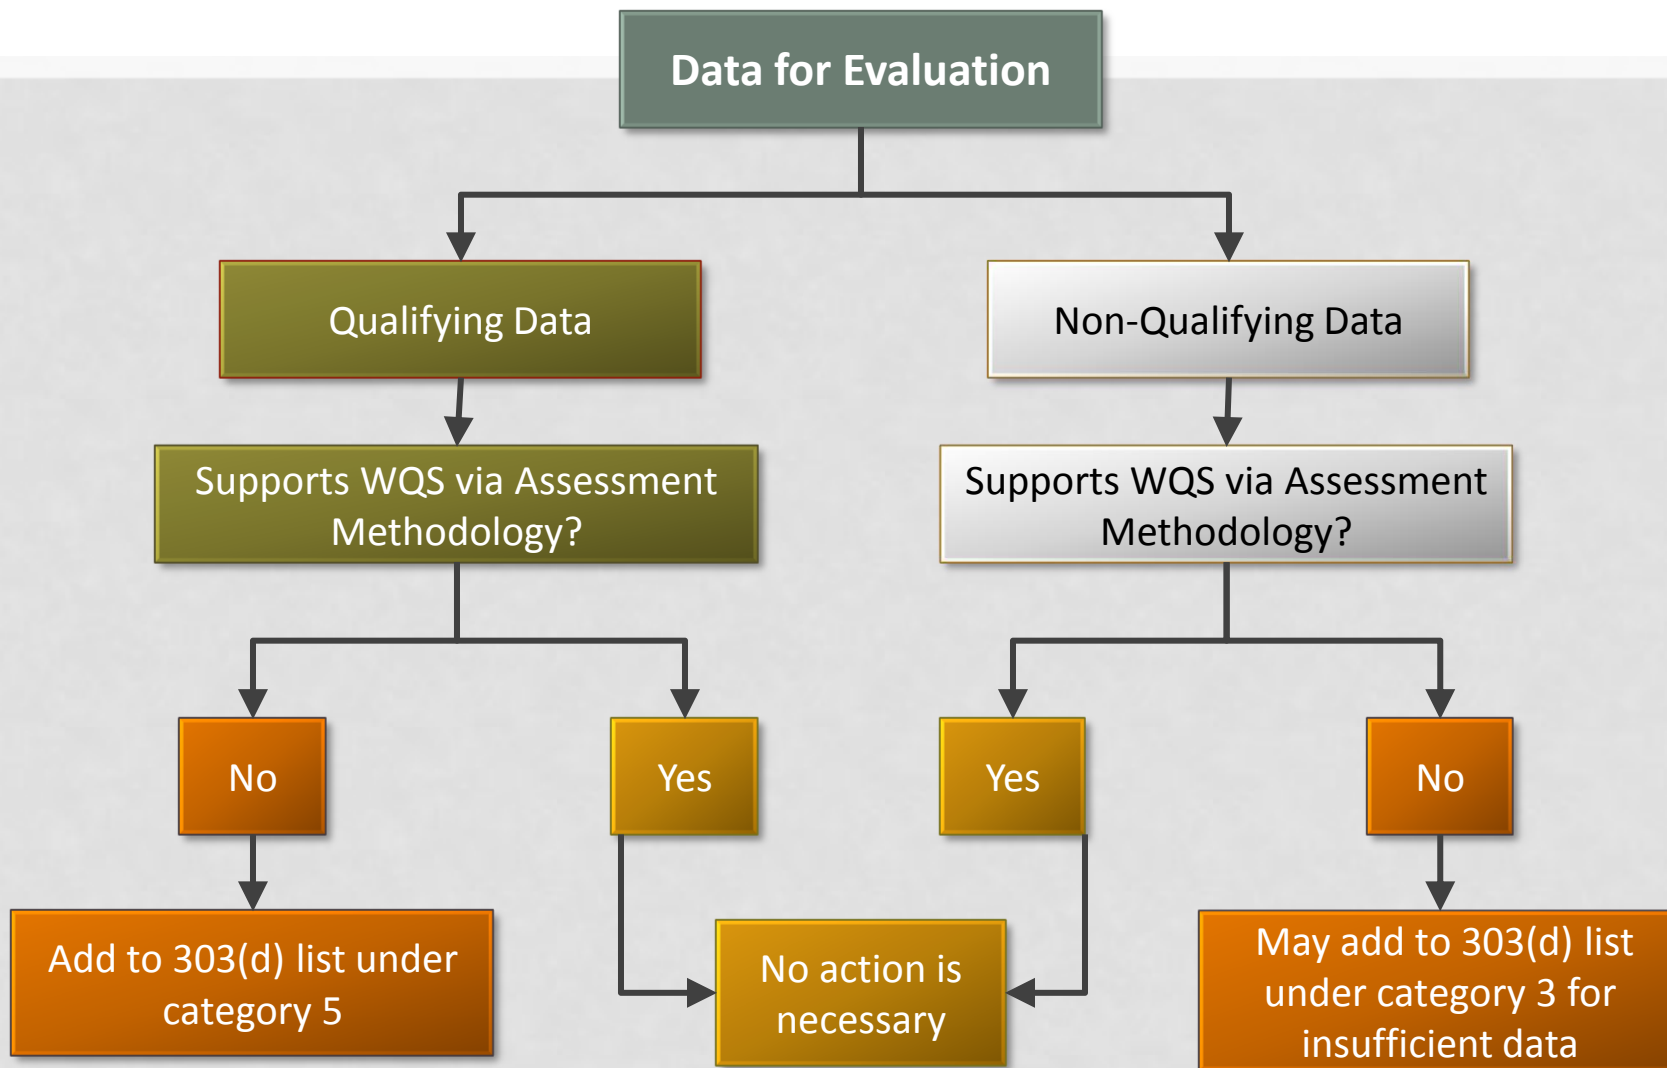 Data for Evaluation
Qualifying Data
Non-Qualifying Data
Supports WQS via Assessment
Methodology?
Supports WQS via Assessment
Methodology?
No
Yes
Yes
No
Add to 303(d) list under
category 5
No action is
necessary
May add to 303(d) list
under category 3 for
insufficient data